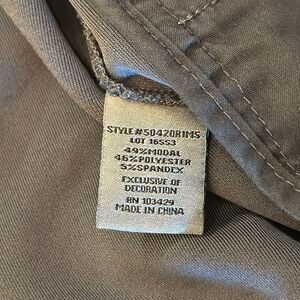 STYLE#50420RIMS
LOT 16553
49%MODAL
46%POLYESTER
5%SPANDEX
EXCLUSIVE OF
DECORATION
RN 103429
MADE IN CHINA